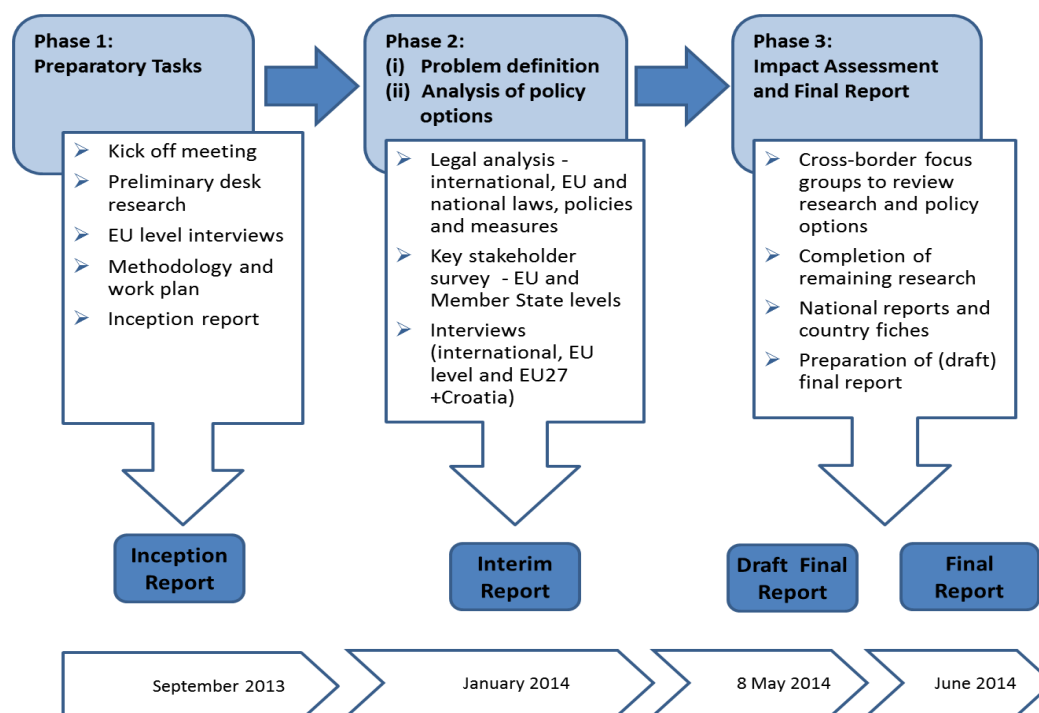 Phase 1:
Preparatory Tasks
Kick off meeting
Preliminary desk
research
EU level interviews
Methodology and
work plan
Inception report
Phase 2:
(i) Problem definition
(ii) Analysis of policy
options
Legal analysis -
international, EU and
national laws, policies
and measures
Key stakeholder
survey - EU and
Member State levels
Interviews
(international, EU
level and EU27
+Croatia)
Phase 3:
Impact Assessment
and Final Report
Cross-border focus
groups to review
research and policy
options
Completion of
remaining research
National reports and
country fiches
Preparation of (draft)
final report
Inception
Report
Interim
Report
Draft Final
Report
Final
Report
September 2013
January 2014
8 May 2014
June 2014